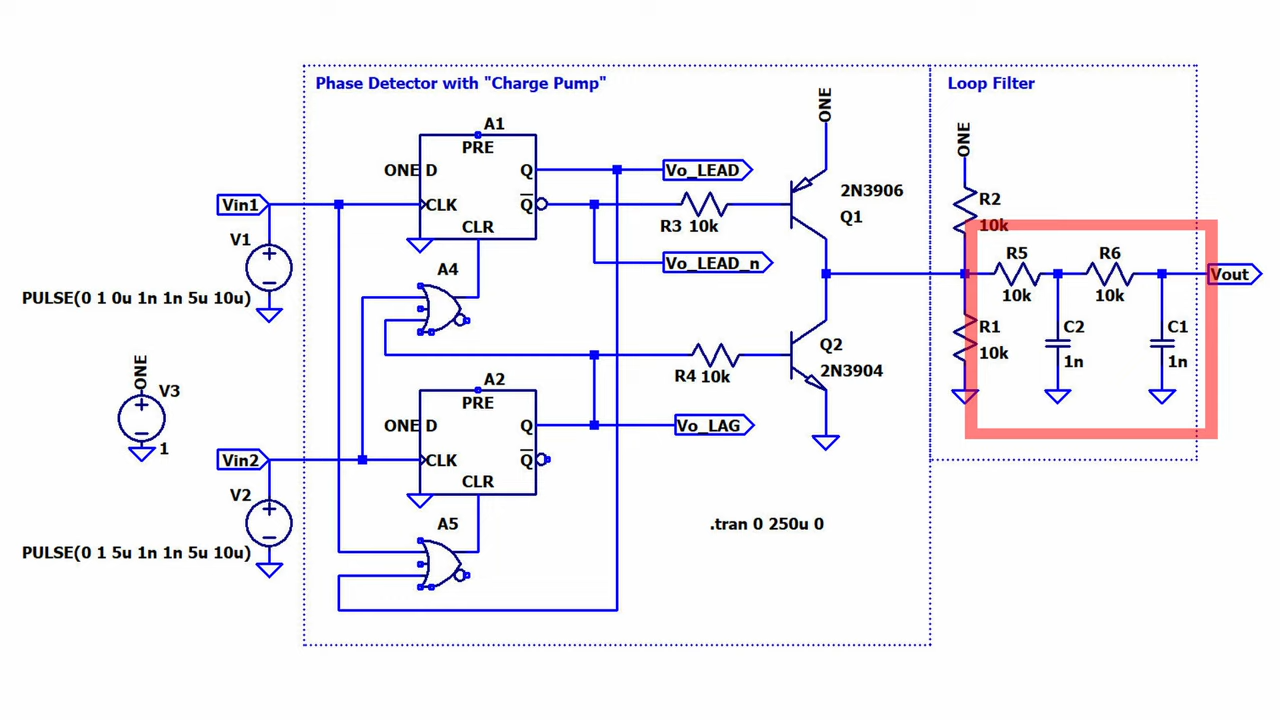 Phase Detector with "Charge Pump"
Loop Filter
ONE
ONE
A1
PRE
ONE D
Q
Vo_LEAD
2N3906
Q1
R2
10k
Vin1
CLK
Q
R3 10k
CLR
V1
Vo_LEAD_n
A4
R5
10k
R6
10k
Vout
PULSE(0 1 0u 1n 1n 5u 10u)
R1
10k
C2
1n
C1
1n
Q2
2N3904
R4 10k
ONE
V3
1
A2
PRE
ONE D
Q
Vo_LAG
Vin2
CLK
Q
CLR
V2
A5
.tran 0 250u 0
PULSE(0 1 5u 1n 1n 5u 10u)